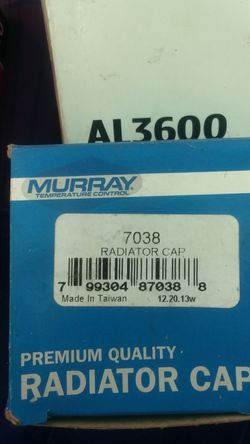 AL3600
MURRAY
TEMPERATURE CONTROL
7038
RADIATOR CAP
7 99304 87038 8
Made In Taiwan 12.20.13w
PREMIUM QUALITY
RADIATOR CAP